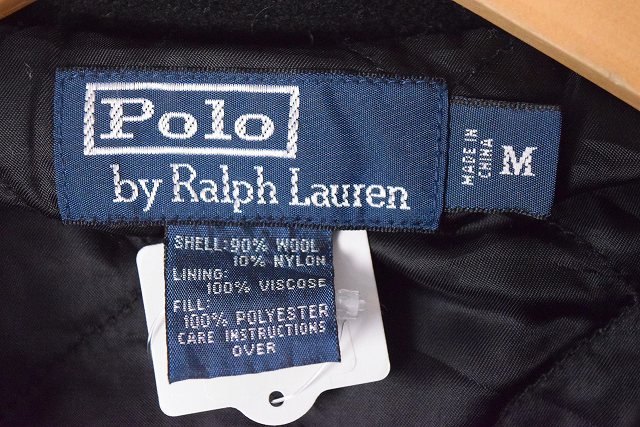 Polo
by Ralph Lauren
MADE IN
CHINA
M
SHELL: 90% WOOL
10% NYLON
LINING:
100% VISCOSE
FILL:
100% POLYESTER
CARE INSTRUCTIONS
OVER